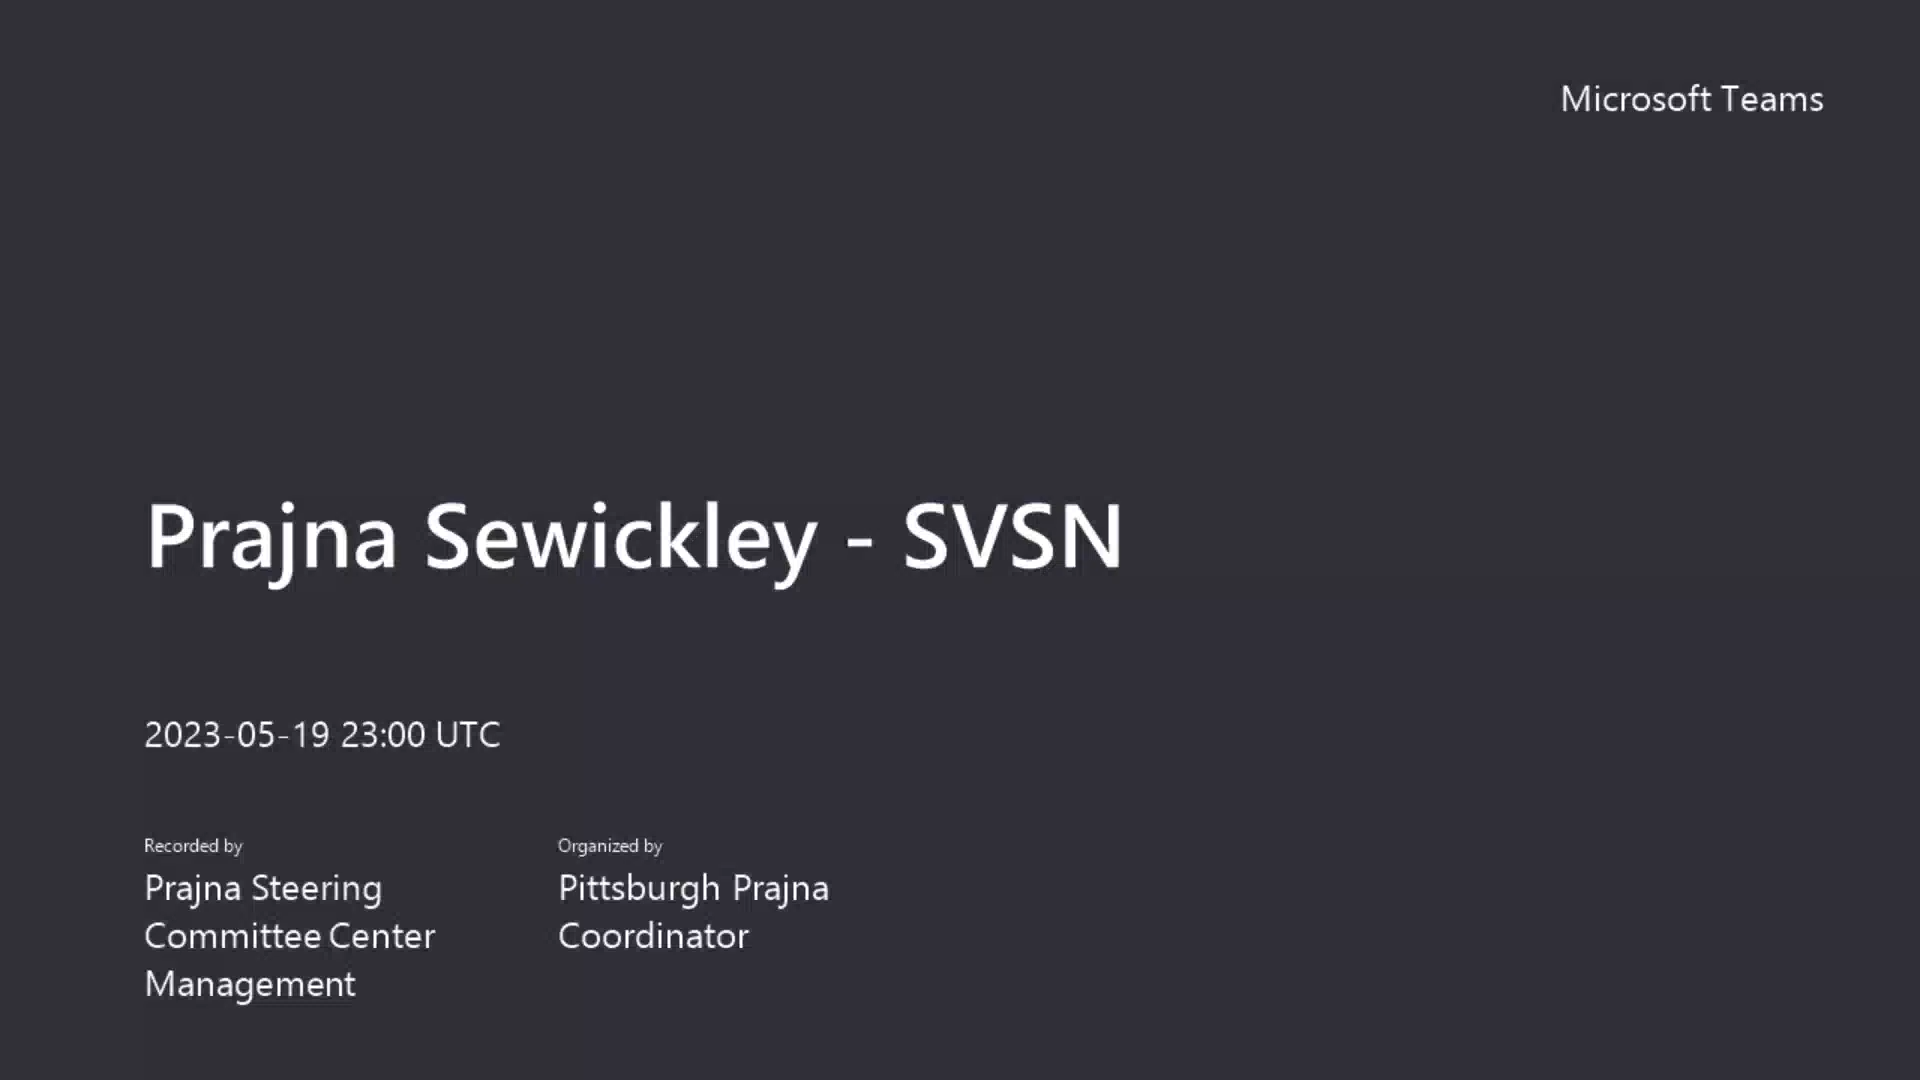 Microsoft Teams
Prajna Sewickley - SVSN
2023-05-19 23:00 UTC
Recorded by
Prajna Steering
Committee Center
Management
Organized by
Pittsburgh Prajna
Coordinator